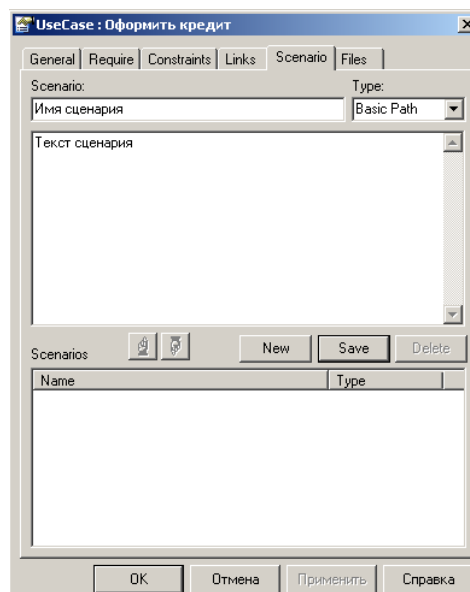 UseCase : Оформить кредит
General Require Constraints Links Scenario Files
Scenario: Type:
Имя сценария Basic Path
Текст сценария
Scenarios New Save Delete
Name Type
OK Отмена Применить Справка